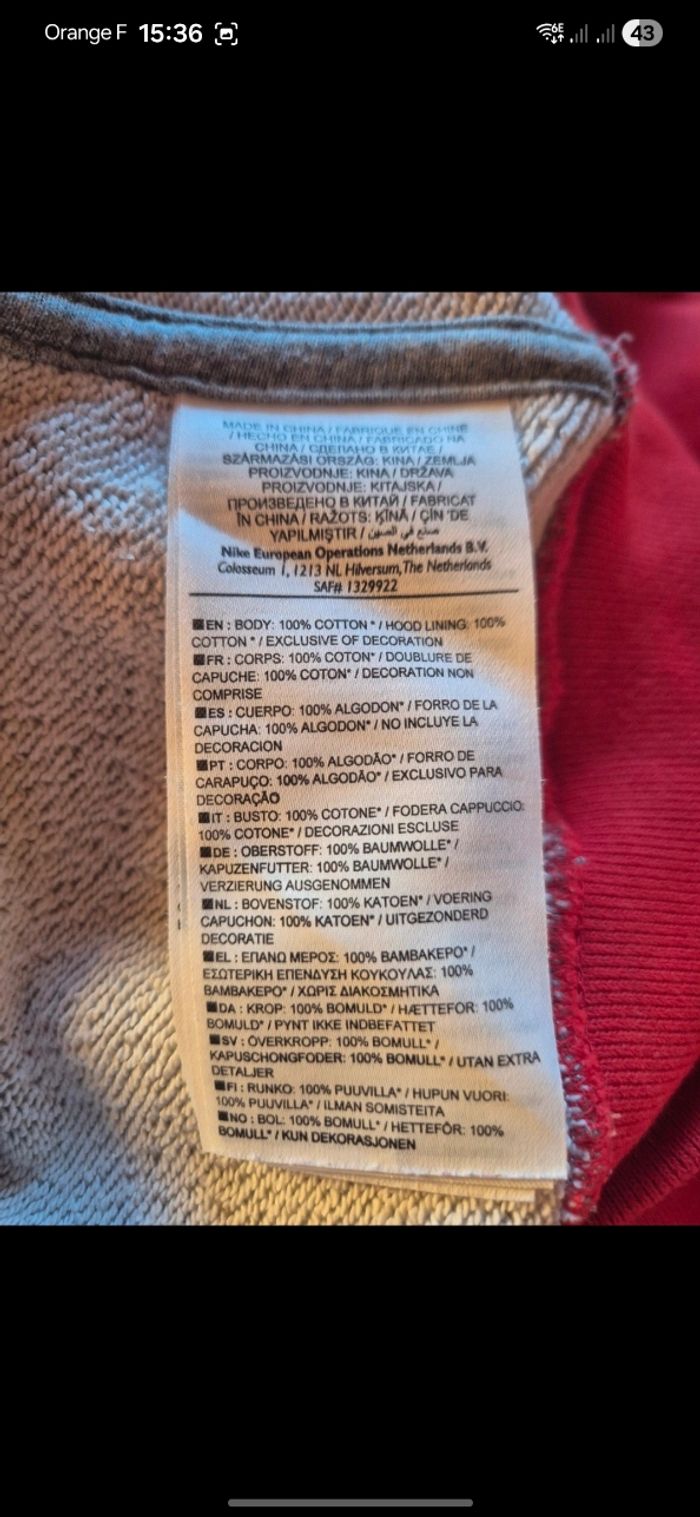 Orange F 15:36
6E
43
MADE IN CHINA / FABRIQUE EN CHINE
/ HECHO EN CHINA / FABRICADO NA
CHINA / СДЕЛАНО В КИТАЕ /
SZÁRMAZÁSI ORSZÁG: KINA / ZEMLJA
PROIZVODNJE: KINA / DRŽAVA
PROIZVODNJE: KITAJSKA /
ПРОИЗВЕДЕНО В КИТАЙ / FABRICAT
ÎN CHINA / RAŽOTS: ĶĪNĀ / ÇİN 'DE
YAPILMIŞTIR / صنع في الصين
Nike European Operations Netherlands B.V.
Colosseum 1, 1213 NL Hilversum, The Netherlands
SAF# 1329922
EN : BODY: 100% COTTON * / HOOD LINING: 100%
COTTON * / EXCLUSIVE OF DECORATION
FR : CORPS: 100% COTON* / DOUBLURE DE
CAPUCHE: 100% COTON* / DECORATION NON
COMPRISE
ES : CUERPO: 100% ALGODON* / FORRO DE LA
CAPUCHA: 100% ALGODON* / NO INCLUYE LA
DECORACION
PT : CORPO: 100% ALGODÃO* / FORRO DE
CARAPUÇO: 100% ALGODÃO* / EXCLUSIVO PARA
DECORAÇÃO
IT : BUSTO: 100% COTONE* / FODERA CAPPUCCIO:
100% COTONE* / DECORAZIONI ESCLUSE
DE : OBERSTOFF: 100% BAUMWOLLE* /
KAPUZENFUTTER: 100% BAUMWOLLE* /
VERZIERUNG AUSGENOMMEN
NL : BOVENSTOF: 100% KATOEN* / VOERING
CAPUCHON: 100% KATOEN* / UITGEZONDERD
DECORATIE
EL : ΕΠΑΝΩ ΜΕΡΟΣ: 100% ΒΑΜΒΑΚΕΡΟ* /
ΕΣΩΤΕΡΙΚΗ ΕΠΕΝΔΥΣΗ ΚΟΥΚΟΥΛΑΣ: 100%
ΒΑΜΒΑΚΕΡΟ* / ΧΩΡΙΣ ΔΙΑΚΟΣΜΗΤΙΚΑ
DA : KROP: 100% BOMULD* / HÆTTEFOR: 100%
BOMULD* / PYNT IKKE INDBEFATTET
SV : ÖVERKROPP: 100% BOMULL* /
KAPUSCHONGFODER: 100% BOMULL* / UTAN EXTRA
DETALJER
FI : RUNKO: 100% PUUVILLA* / HUPUN VUORI:
100% PUUVILLA* / ILMAN SOMISTEITA
NO : BOL: 100% BOMULL* / HETTEFÔR: 100%
BOMULL* / KUN DEKORASJONEN